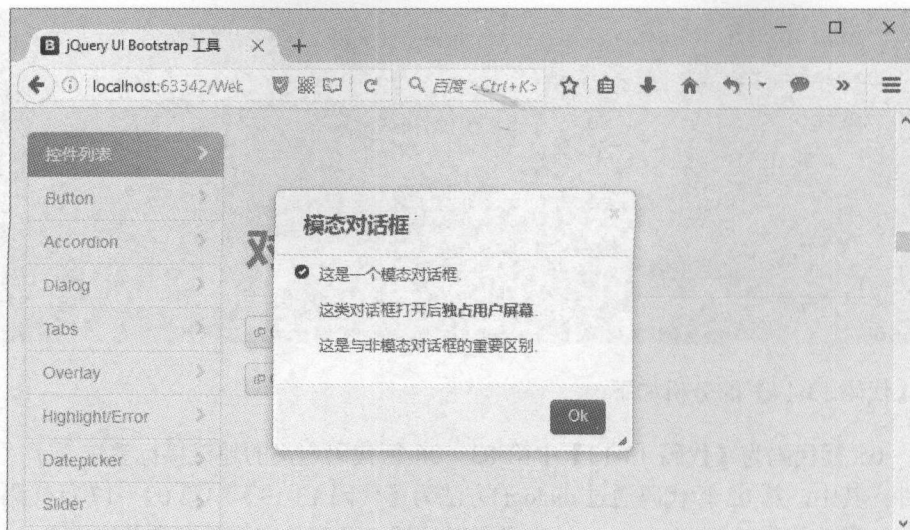 jQuery UI Bootstrap 工具
localhost:63342/Web
百度 <Ctrl+K>
控件列表
Button
Accordion
Dialog
Tabs
Overlay
Highlight/Error
Datepicker
Slider
对
模态对话框
这是一个模态对话框.
这类对话框打开后独占用户屏幕.
这是与非模态对话框的重要区别.
Ok